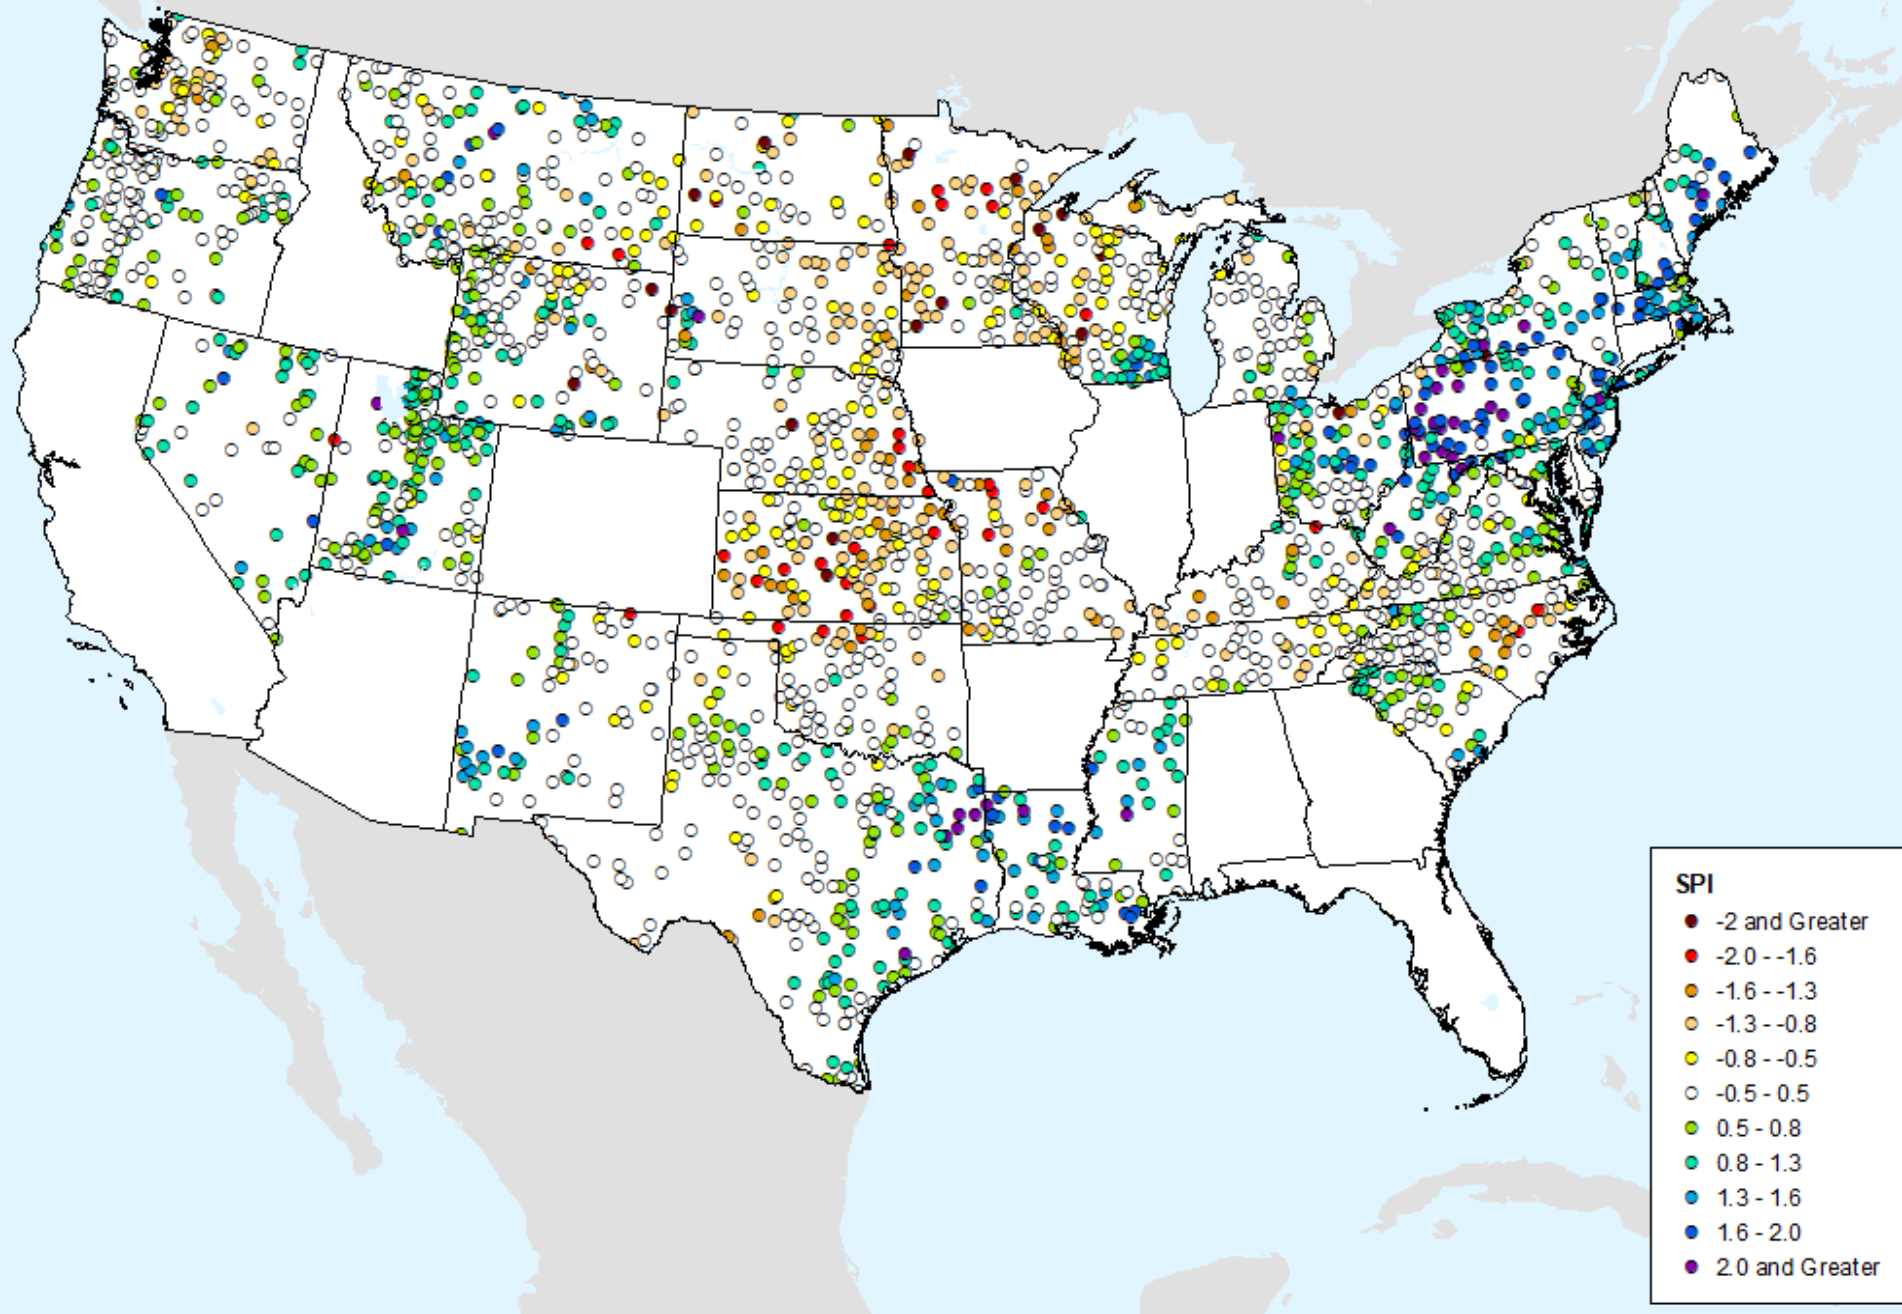 SPI
-2 and Greater
-2.0 - -1.6
-1.6 - -1.3
-1.3 - -0.8
-0.8 - -0.5
-0.5 - 0.5
0.5 - 0.8
0.8 - 1.3
1.3 - 1.6
1.6 - 2.0
2.0 and Greater